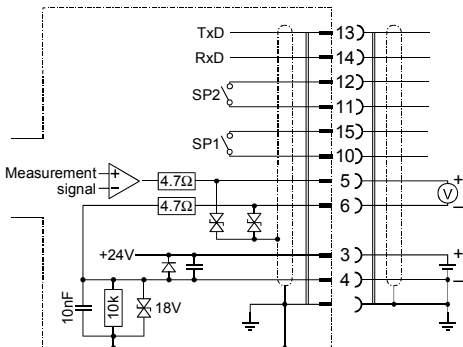 TxD 13
RxD 14
12
SP2
11
15
SP1
10
Measurement + 4.7Ω 5 +
signal − 4.7Ω 6 V −
+24V 3 +
4 −
10nF 10k 18V